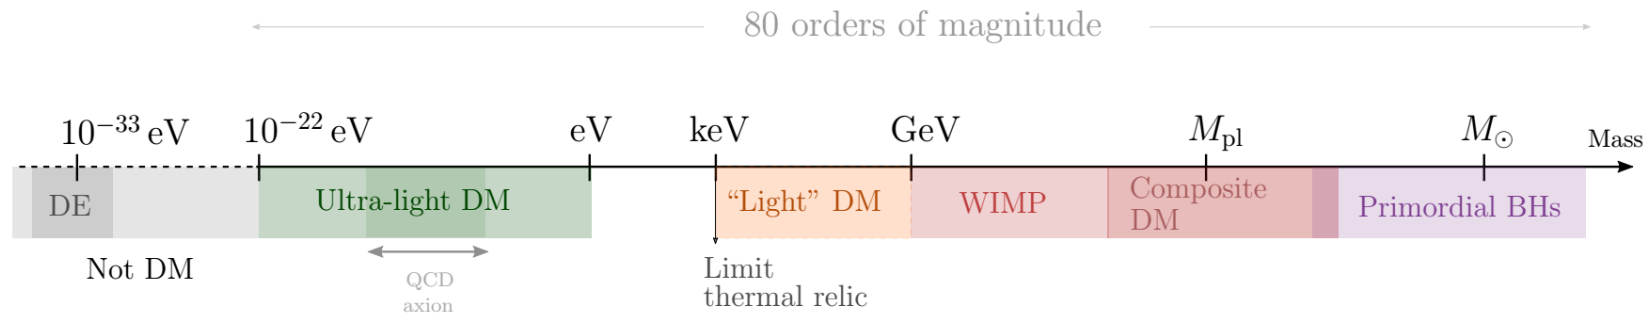 80 orders of magnitude
10⁻³³ eV
10⁻²² eV
eV
keV
GeV
M_pl
M_⊙
Mass
DE
Ultra-light DM
“Light” DM
WIMP
Composite
DM
Primordial BHs
Not DM
QCD
axion
Limit
thermal relic